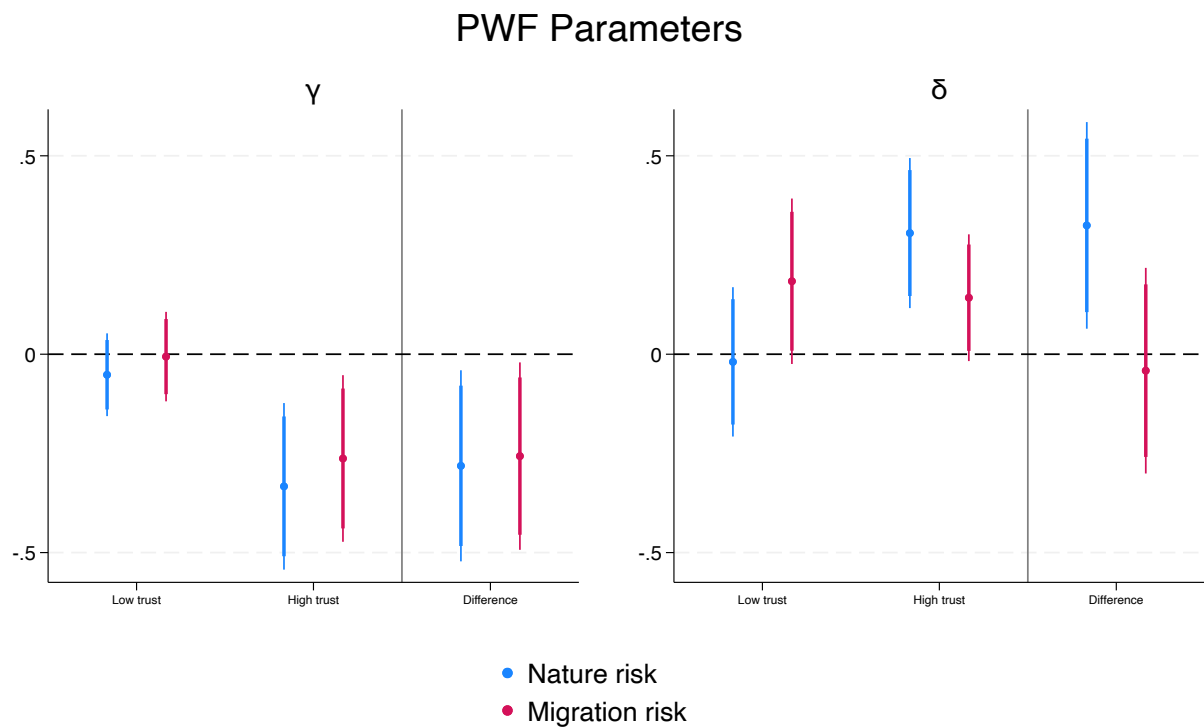 PWF Parameters
γ
δ
.5
0
-.5
Low trust
High trust
Difference
.5
0
-.5
Low trust
High trust
Difference
Nature risk
Migration risk